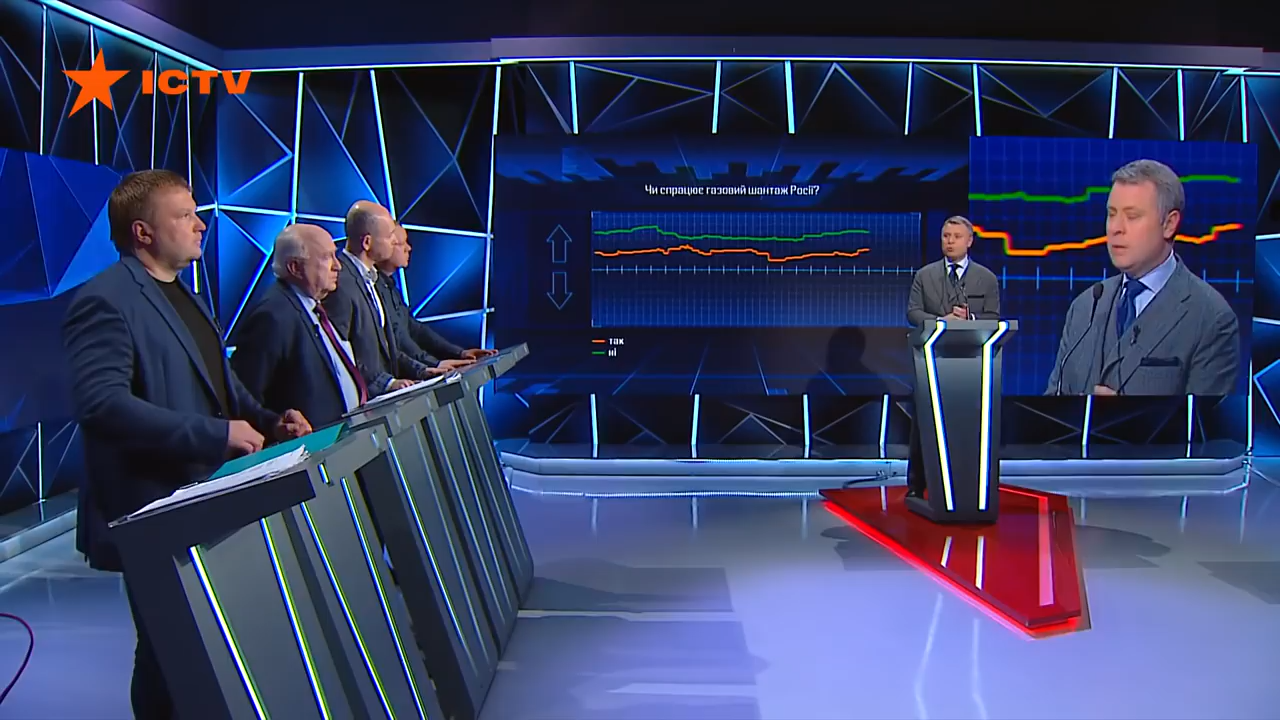 ICTV
Чи спрацює газовий шантаж Росії?
так
ні